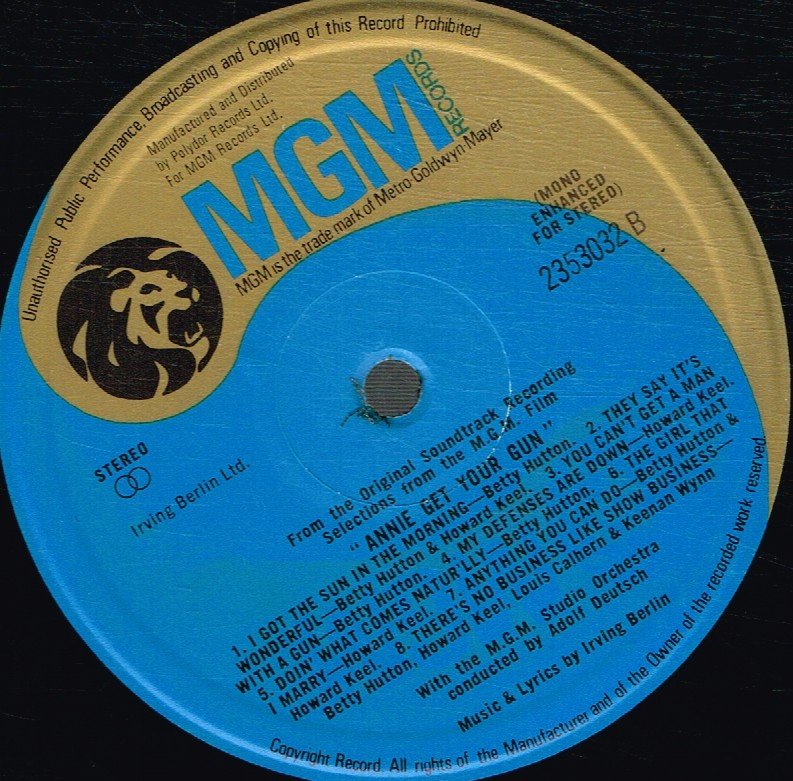 Unauthorised Public Performance, Broadcasting and Copying of this Record Prohibited
Manufactured and Distributed
by Polydor Records Ltd.
For MGM Records Ltd.
MGM
RECORDS
MGM is the trade mark of Metro-Goldwyn-Mayer
(MONO
ENHANCED
FOR STEREO)
2353032 B
STEREO
Irving Berlin Ltd.
From the Original Soundtrack Recording
Selections from the M.G.M. Film
"ANNIE GET YOUR GUN"
1. I GOT THE SUN IN THE MORNING—Betty Hutton. 2. THEY SAY IT'S
WONDERFUL—Betty Hutton & Howard Keel. 3. YOU CAN'T GET A MAN
WITH A GUN—Betty Hutton. 4. MY DEFENSES ARE DOWN—Howard Keel.
5. DOIN' WHAT COMES NATUR'LLY—Betty Hutton. 6. THE GIRL THAT
I MARRY—Howard Keel. 7. ANYTHING YOU CAN DO—Betty Hutton &
Howard Keel. 8. THERE'S NO BUSINESS LIKE SHOW BUSINESS—
Betty Hutton, Howard Keel, Louis Calhern & Keenan Wynn
With the M.G.M. Studio Orchestra
conducted by Adolf Deutsch
Music & Lyrics by Irving Berlin
Copyright Record. All rights of the Manufacturer and of the Owner of the recorded work reserved